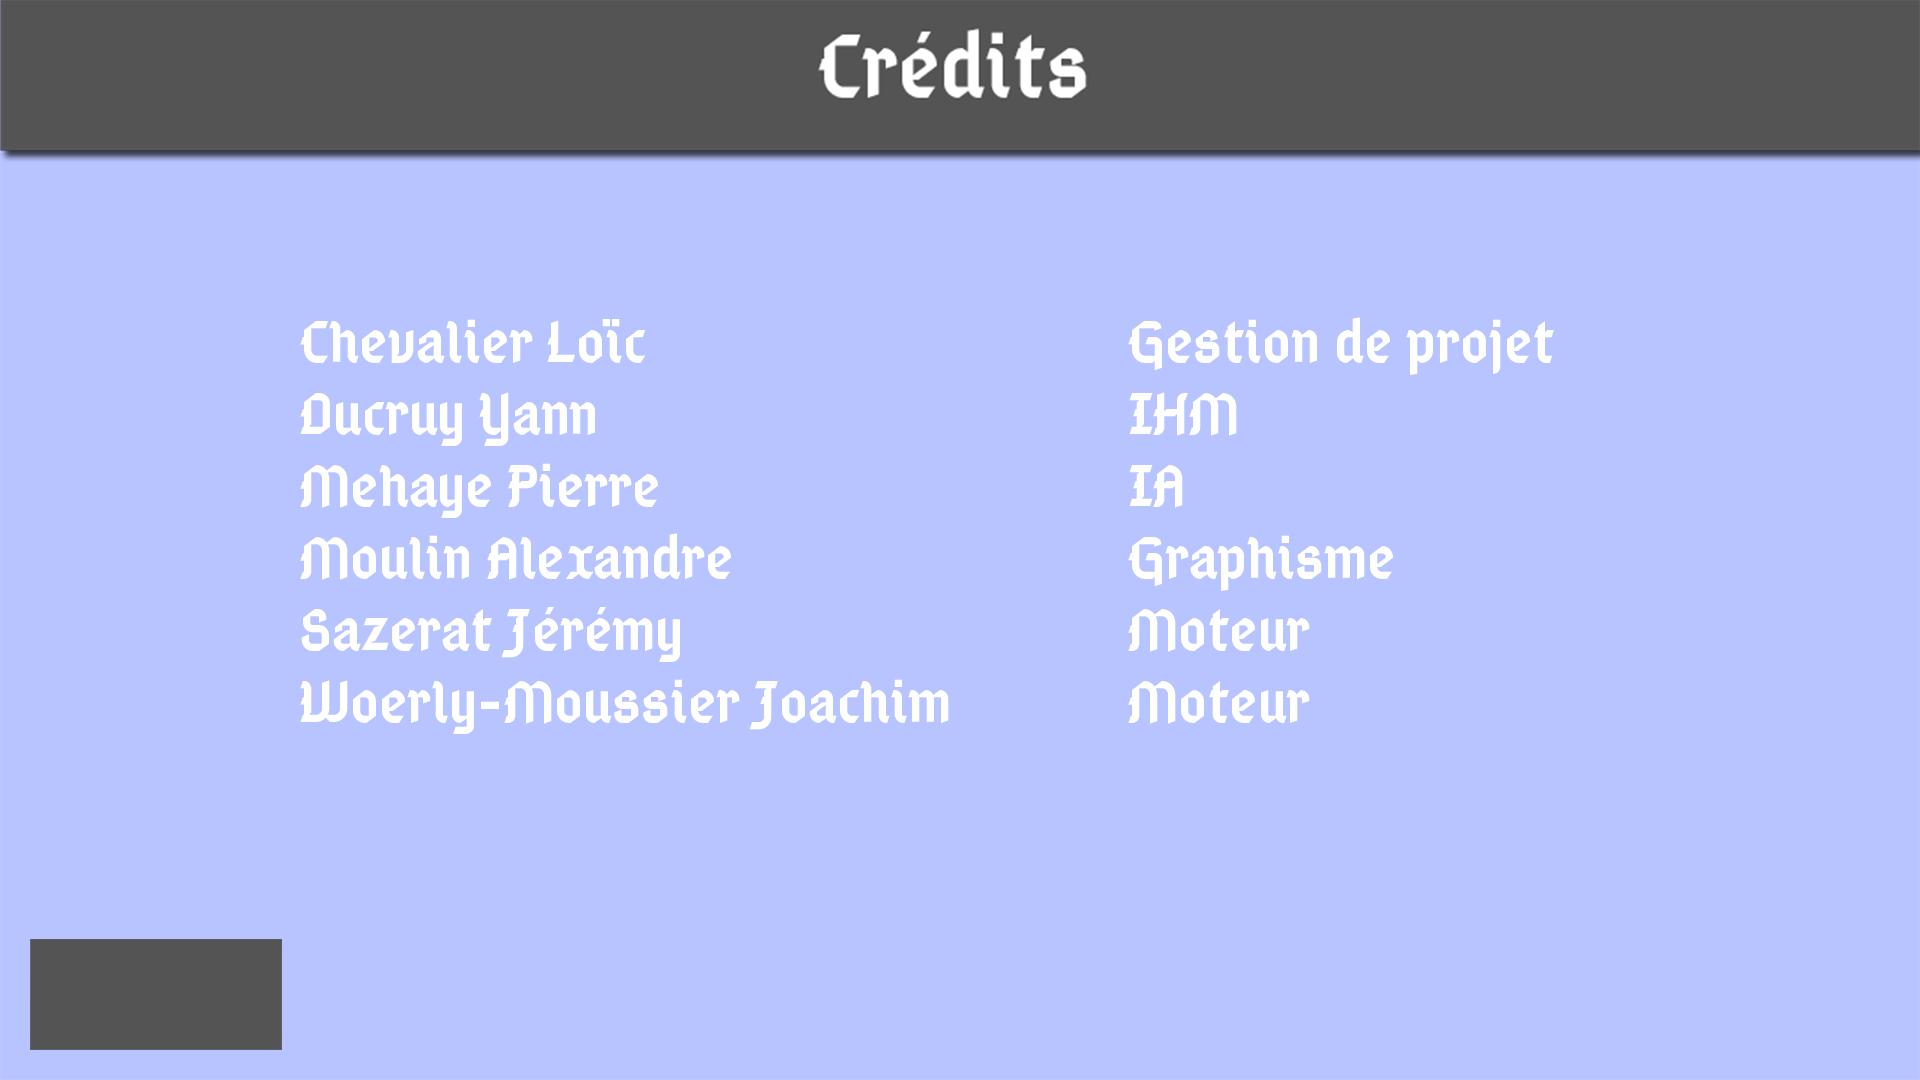 Crédits
Chevalier Loïc Gestion de projet
Ducruy Yann IHM
Mehaye Pierre IA
Moulin Alexandre Graphisme
Sazerat Jérémy Moteur
Woerly-Moussier Joachim Moteur